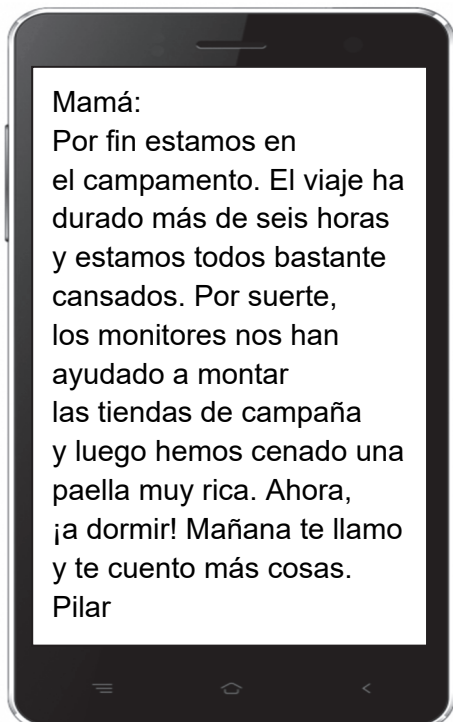 Mamá:
Por fin estamos en
el campamento. El viaje ha
durado más de seis horas
y estamos todos bastante
cansados. Por suerte,
los monitores nos han
ayudado a montar
las tiendas de campaña
y luego hemos cenado una
paella muy rica. Ahora,
¡a dormir! Mañana te llamo
y te cuento más cosas.
Pilar